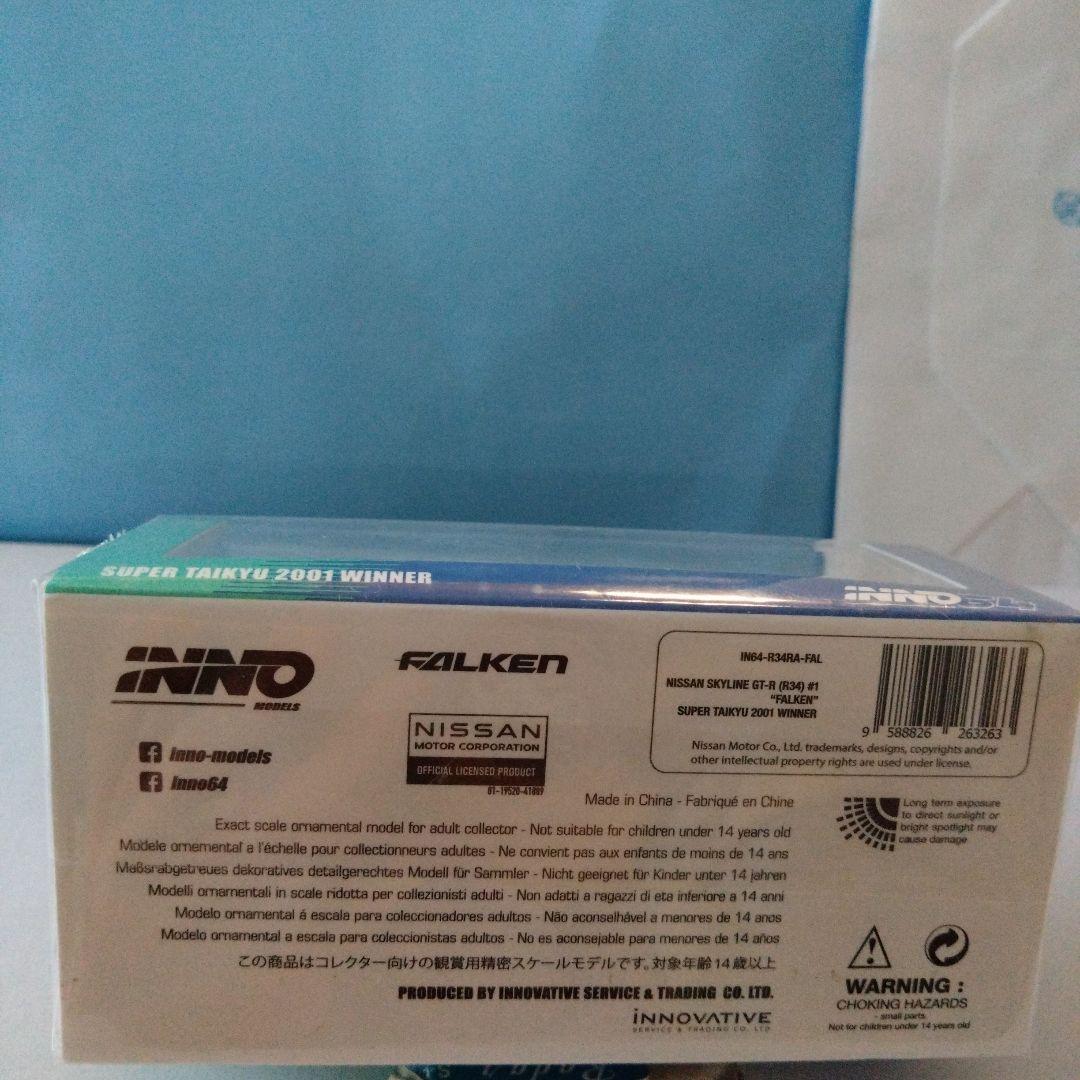 SUPER TAIKYU 2001 WINNER
INNO64
INNO
MODELS
inno-models
inno64
FALKEN
NISSAN
MOTOR CORPORATION
OFFICIAL LICENSED PRODUCT
IN64-R34RA-FAL
NISSAN SKYLINE GT-R (R34) #1
"FALKEN"
SUPER TAIKYU 2001 WINNER
9 588826 263263
Nissan Motor Co., Ltd. trademarks, designs, copyrights and/or
other intellectual property rights are used under license.
Made in China - Fabriqué en Chine
Exact scale ornamental model for adult collector - Not suitable for children under 14 years old
Modele ornemental a l'échelle pour collectionneurs adultes - Ne convient pas aux enfants de moins de 14 ans
Maßsrabgetreues dekoratives detailgerechtes Modell für Sammler - Nicht geeignet für Kinder unter 14 jahren
Modelli ornamentali in scale ridotta per collezionisti adulti - Non adatti a ragazzi di eta inferiore a 14 anni
Modelo ornamental á escala para coleccionadores adultos - Não aconselhável a menores de 14 anos
Modelo ornamental a escala para coleccionistas adultos - No es aconsejable para menores de 14 años
この商品はコレクター向けの観賞用精密スケールモデルです。対象年齢14歳以上
PRODUCED BY INNOVATIVE SERVICE & TRADING CO. LTD.
INNOVATIVE
SERVICE & TRADING CO. LTD
Long term exposure
to direct sunlight or
bright spotlight may
cause damage
WARNING :
CHOKING HAZARDS
- small parts.
Not for children under 14 years old